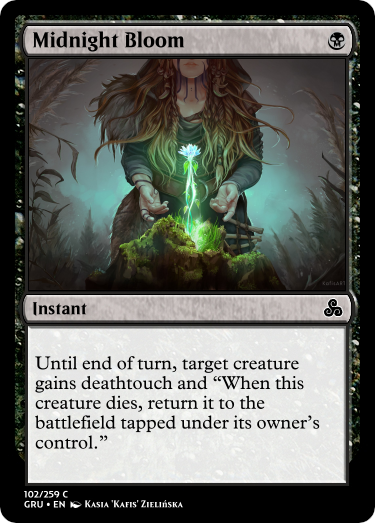 Midnight Bloom
Instant
Until end of turn, target creature
gains deathtouch and “When this
creature dies, return it to the
battlefield tapped under its owner’s
control.”
102/259 C
GRU • EN Kasia ‘Kafis’ Zielińska